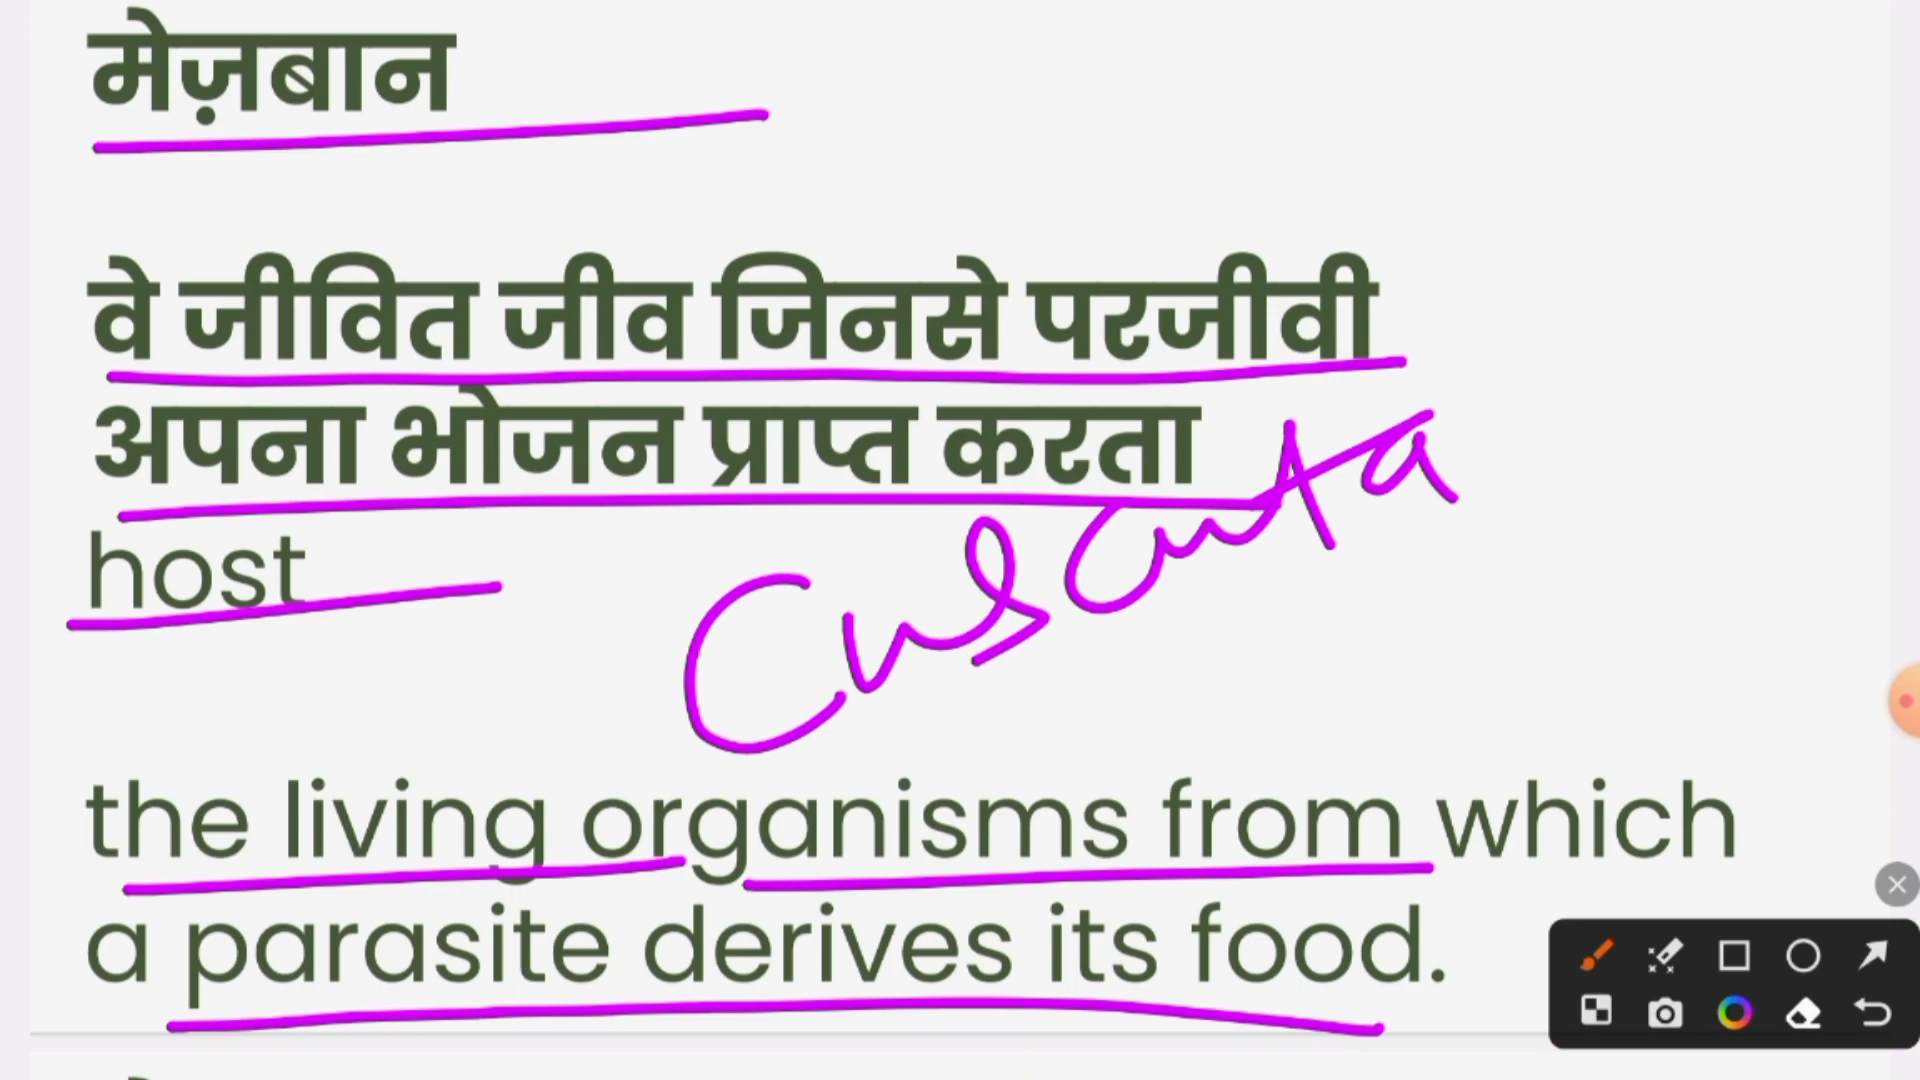 मेज़बान
वे जीवित जीव जिनसे परजीवी
अपना भोजन प्राप्त करता
host
Cuscuta
the living organisms from which
a parasite derives its food.